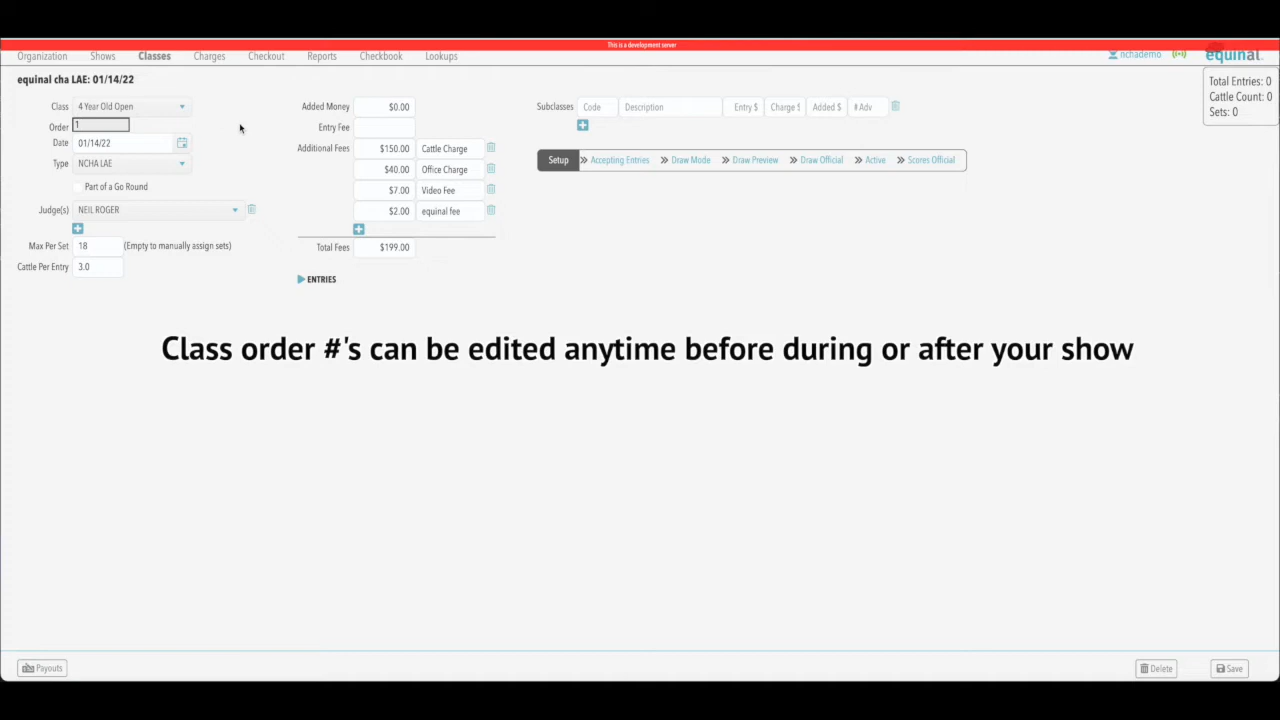 This is a development server
Organization Shows Classes Charges Checkout Reports Checkbook Lookups
nchademo
equinal
equinal cha LAE: 01/14/22
Total Entries: 0
Cattle Count: 0
Sets: 0
Class 4 Year Old Open
Order 1
Date 01/14/22
Type NCHA LAE
Part of a Go Round
Judge(s) NEIL ROGER
Max Per Set 18 (Empty to manually assign sets)
Cattle Per Entry 3.0
Added Money $0.00
Entry Fee
Additional Fees $150.00 Cattle Charge
$40.00 Office Charge
$7.00 Video Fee
$2.00 equinal fee
Total Fees $199.00
ENTRIES
Subclasses Code Description Entry $ Charge $ Added $ # Adv
Setup Accepting Entries Draw Mode Draw Preview Draw Official Active Scores Official
Class order #'s can be edited anytime before during or after your show
Payouts
Delete
Save